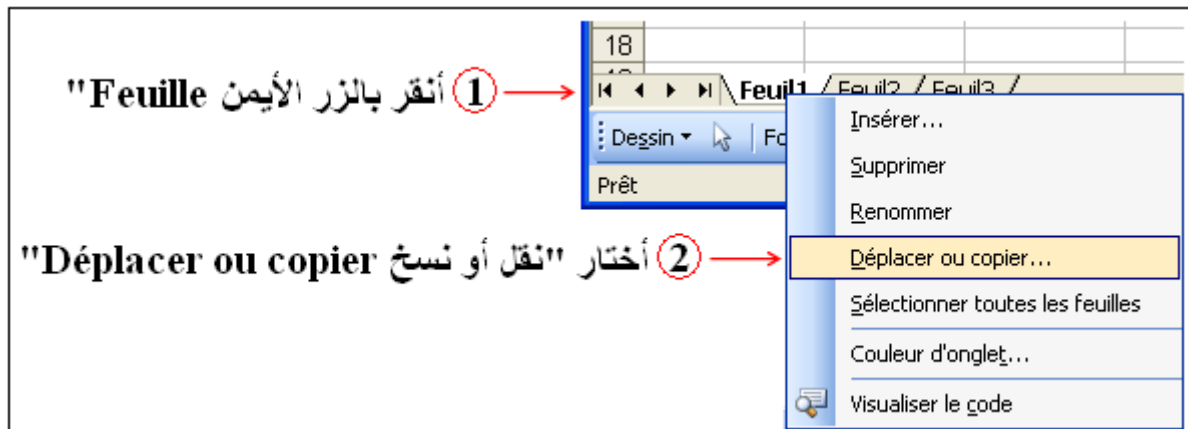 18
① أنقر بالزر الأيمن Feuille"
Feuil1 / Feuil2 / Feuil3 /
Dessin
Prêt
Insérer...
Supprimer
Renommer
② أختار "نقل أو نسخ Déplacer ou copier"
Déplacer ou copier...
Sélectionner toutes les feuilles
Couleur d'onglet...
Visualiser le code